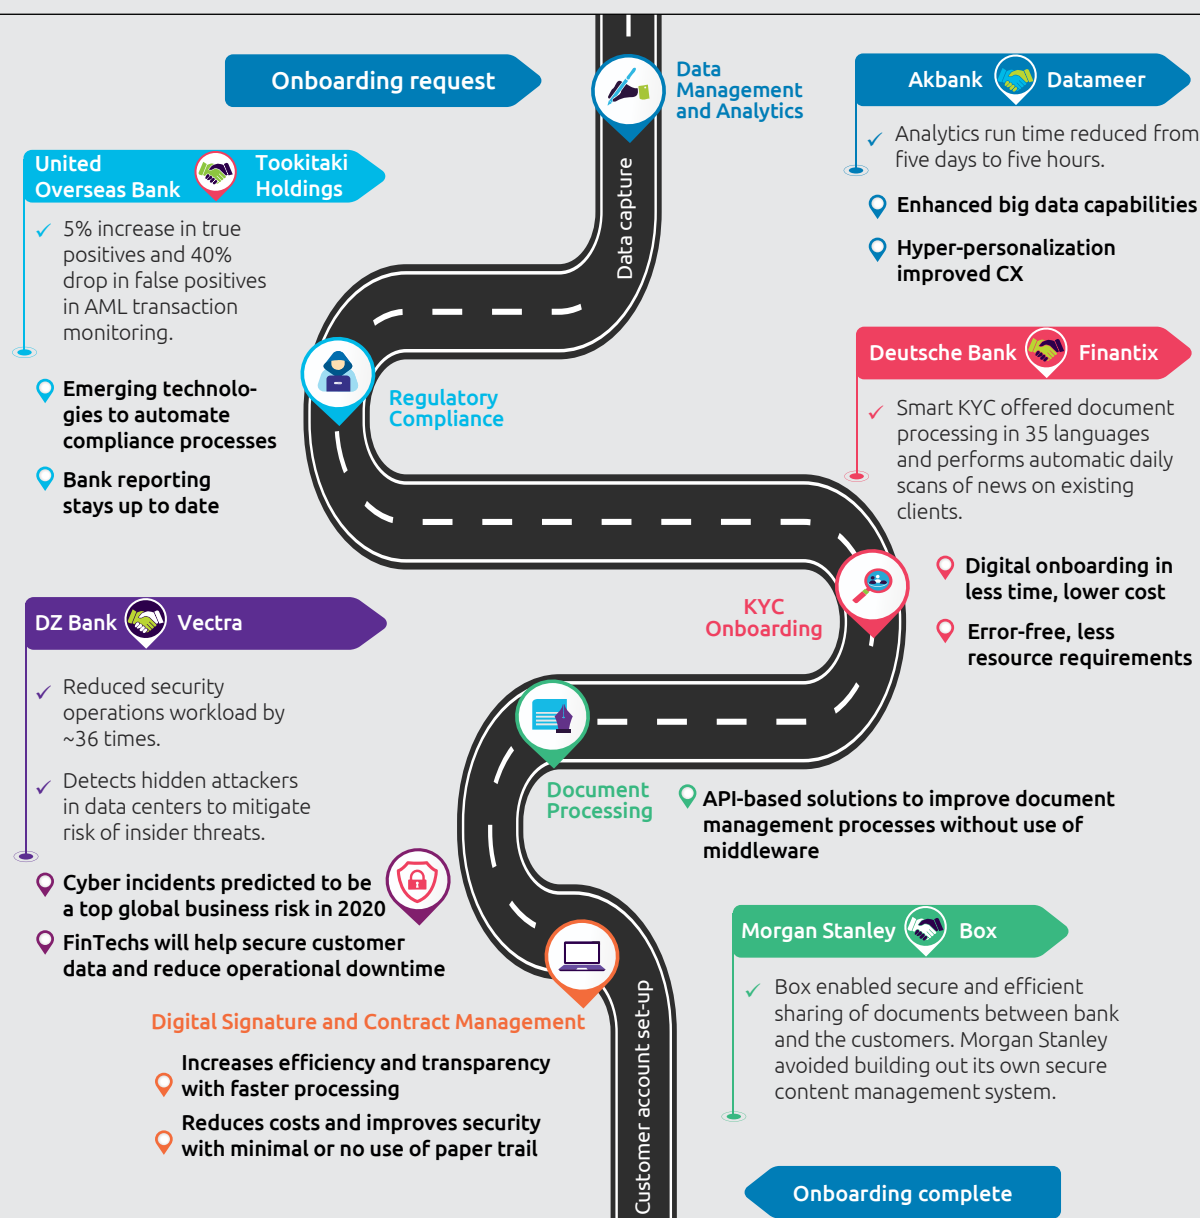 Onboarding request
Data
Management
and Analytics
Akbank Datameer
Analytics run time reduced from
five days to five hours.
Enhanced big data capabilities
Hyper-personalization
improved CX
Data capture
United
Overseas Bank
Tookitaki
Holdings
5% increase in true
positives and 40%
drop in false positives
in AML transaction
monitoring.
Emerging technolo-
gies to automate
compliance processes
Bank reporting
stays up to date
Regulatory
Compliance
Deutsche Bank Finantix
Smart KYC offered document
processing in 35 languages
and performs automatic daily
scans of news on existing
clients.
Digital onboarding in
less time, lower cost
Error-free, less
resource requirements
KYC
Onboarding
DZ Bank Vectra
Reduced security
operations workload by
~36 times.
Detects hidden attackers
in data centers to mitigate
risk of insider threats.
Cyber incidents predicted to be
a top global business risk in 2020
FinTechs will help secure customer
data and reduce operational downtime
Document
Processing
API-based solutions to improve document
management processes without use of
middleware
Morgan Stanley Box
Box enabled secure and efficient
sharing of documents between bank
and the customers. Morgan Stanley
avoided building out its own secure
content management system.
Digital Signature and Contract Management
Increases efficiency and transparency
with faster processing
Reduces costs and improves security
with minimal or no use of paper trail
Customer account set-up
Onboarding complete